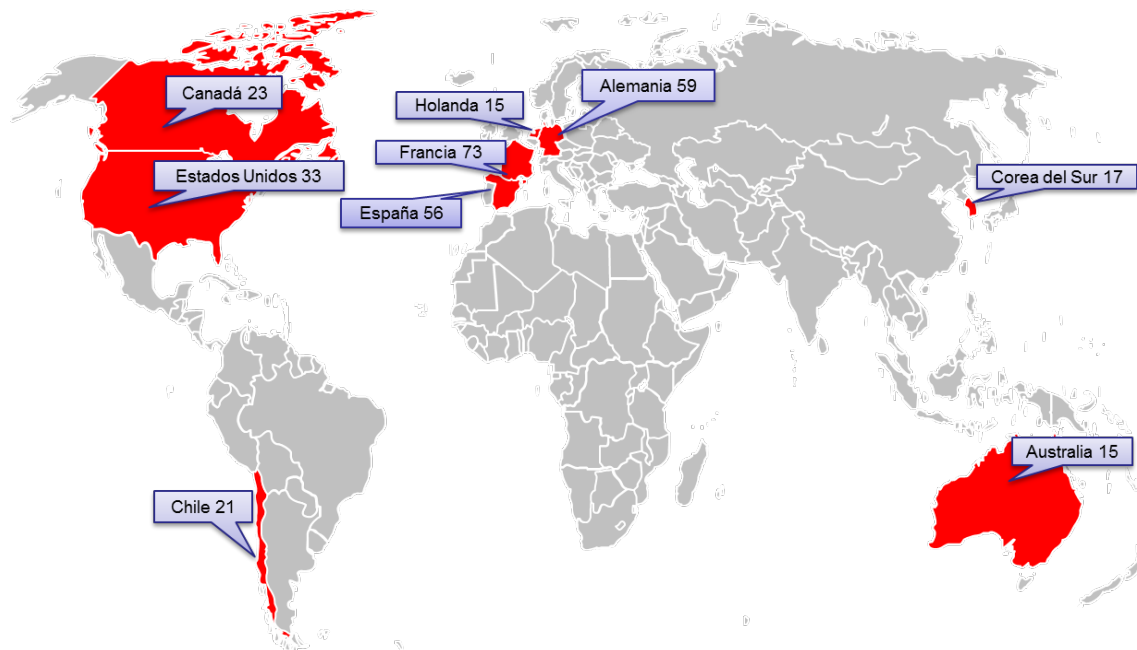 Canadá 23
Alemania 59
Holanda 15
Francia 73
Estados Unidos 33
Corea del Sur 17
España 56
Australia 15
Chile 21